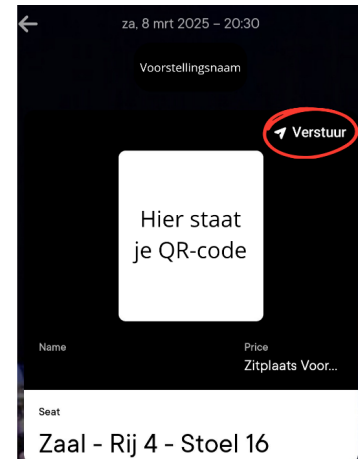 za, 8 mrt 2025 – 20:30
Voorstellingsnaam
Verstuur
Hier staat
je QR-code
Name
Price
Zitplaats Voor...
Seat
Zaal - Rij 4 - Stoel 16